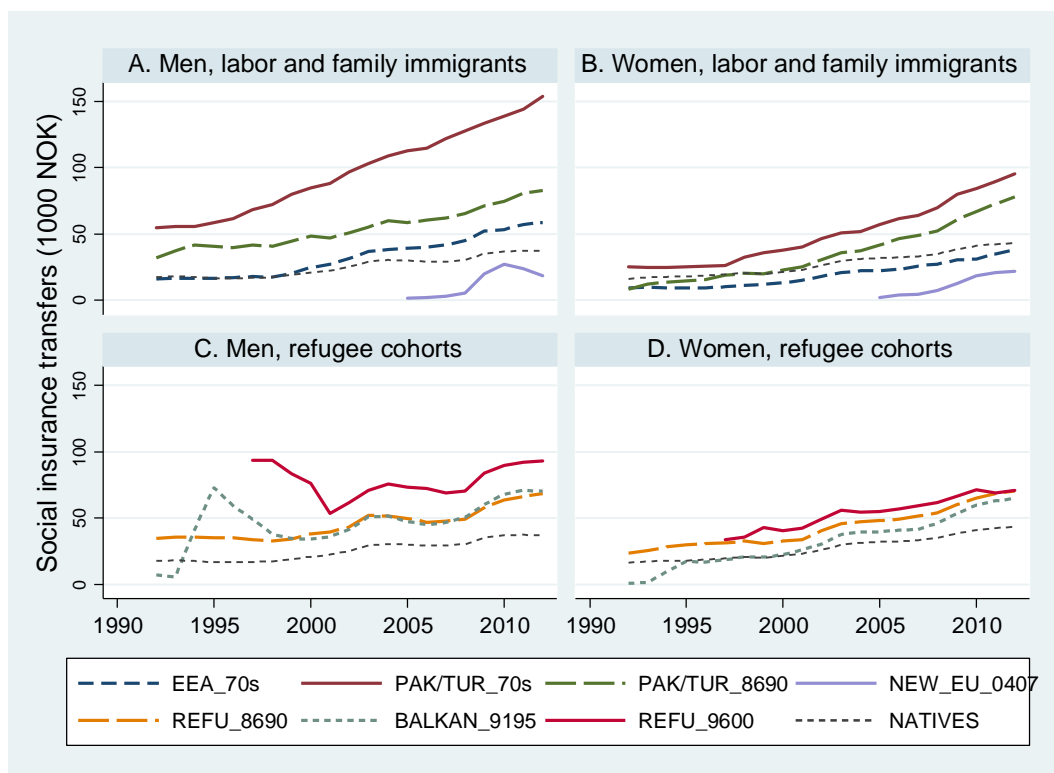 A. Men, labor and family immigrants
B. Women, labor and family immigrants
Social insurance transfers (1000 NOK)
150
100
50
0
C. Men, refugee cohorts
D. Women, refugee cohorts
150
100
50
0
1990 1995 2000 2005 2010
1990 1995 2000 2005 2010
EEA_70s PAK/TUR_70s PAK/TUR_8690 NEW_EU_0407
REFU_8690 BALKAN_9195 REFU_9600 NATIVES